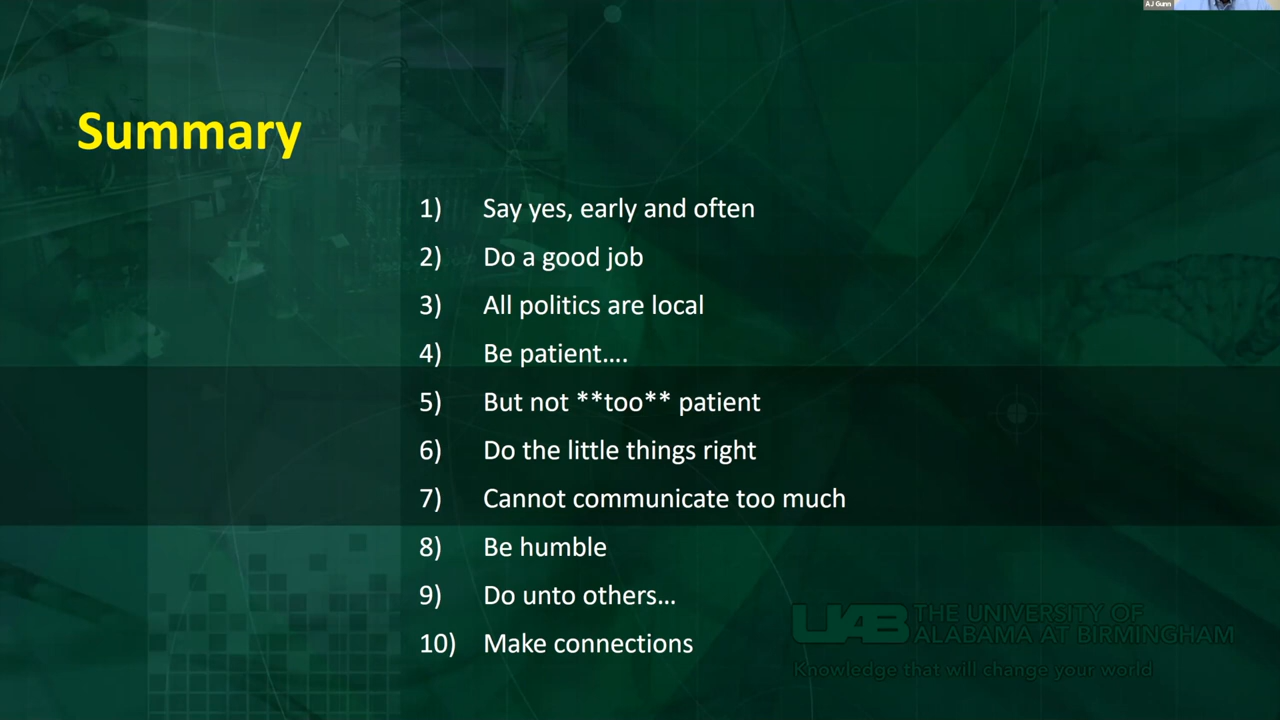 AJ Gunn
Summary
1) Say yes, early and often
2) Do a good job
3) All politics are local
4) Be patient....
5) But not **too** patient
6) Do the little things right
7) Cannot communicate too much
8) Be humble
9) Do unto others...
10) Make connections
UAB THE UNIVERSITY OF
ALABAMA AT BIRMINGHAM
Knowledge that will change your world